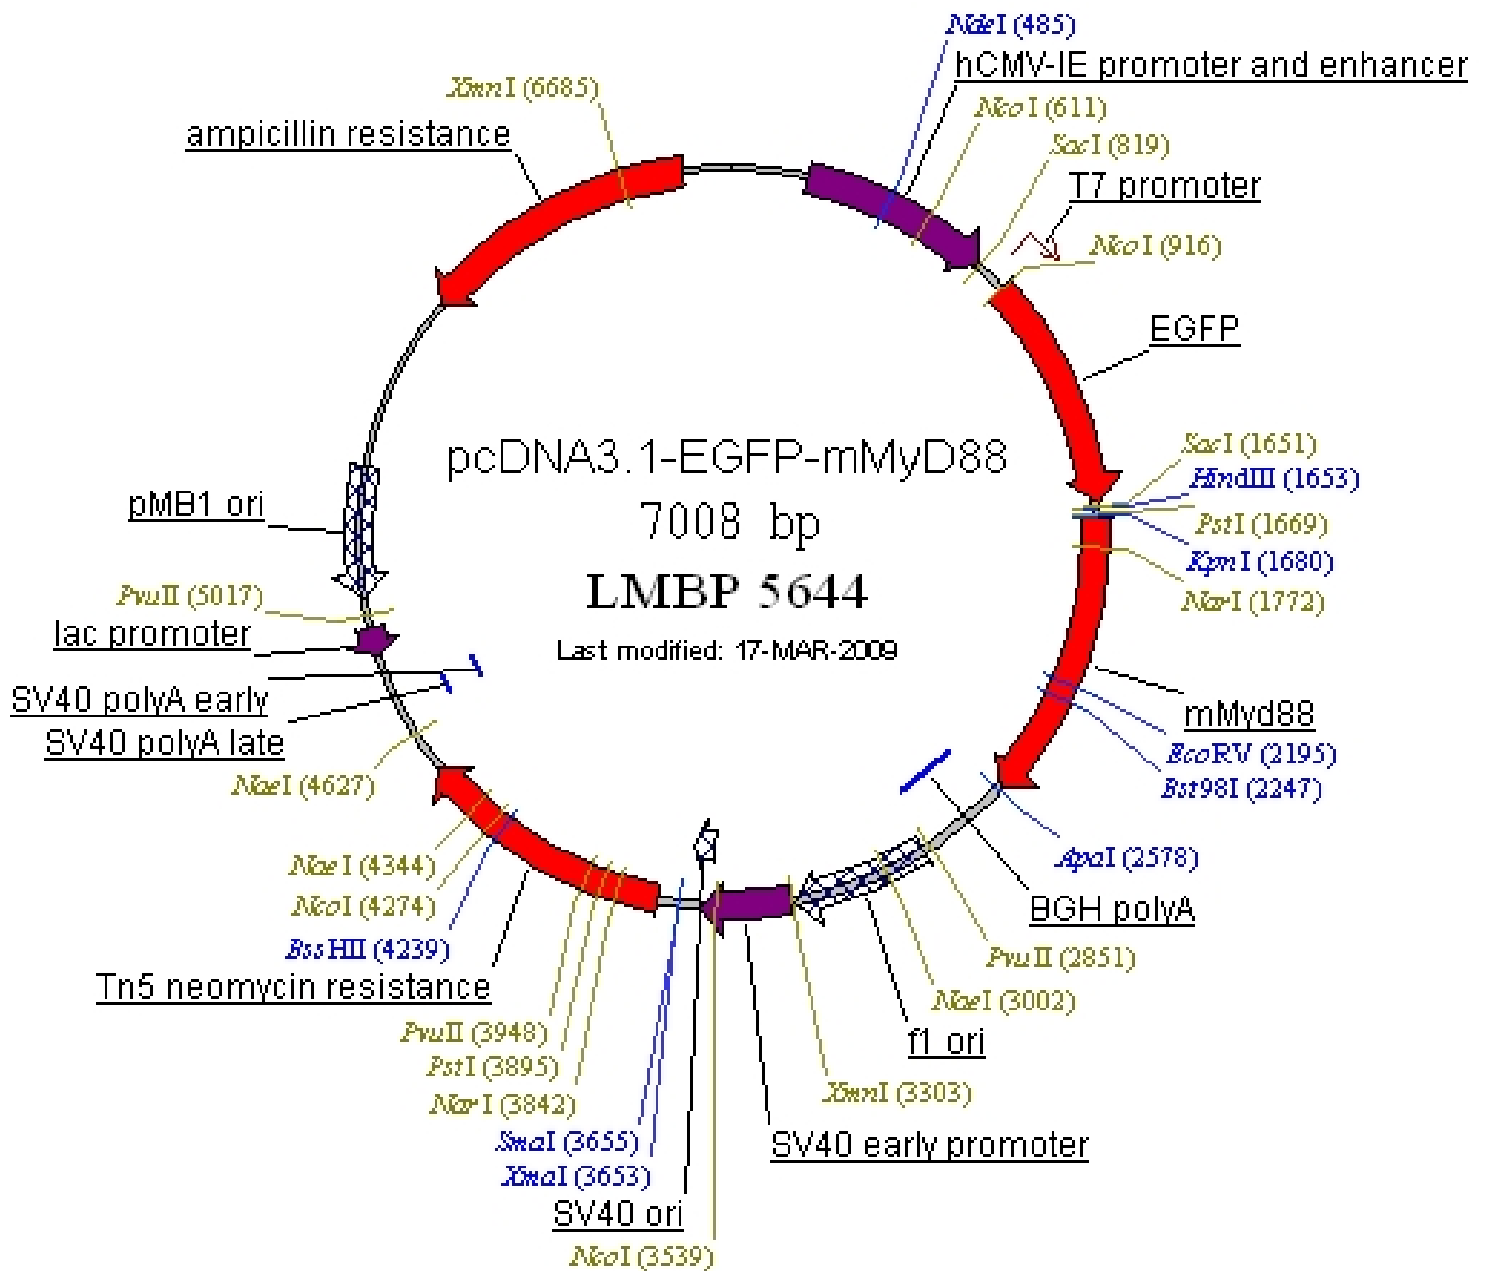 NdeI (485)
hCMV-IE promoter and enhancer
XmnI (6685)
NcoI (611)
ampicillin resistance
SacI (819)
T7 promoter
NcoI (916)
EGFP
pcDNA3.1-EGFP-mMyD88
SacI (1651)
HindIII (1653)
pMB1 ori
7008 bp
PstI (1669)
KpnI (1680)
PvuII (5017)
LMBP 5644
NarI (1772)
lac promoter
Last modified: 17-MAR-2009
SV40 polyA early
mMyd88
SV40 polyA late
EcoRV (2195)
NaeI (4627)
Bst98I (2247)
NaeI (4344)
ApaI (2578)
NcoI (4274)
BGH polyA
BssHII (4239)
PvuII (2851)
Tn5 neomycin resistance
NaeI (3002)
PvuII (3948)
f1 ori
PstI (3895)
XmnI (3303)
NarI (3842)
SmaI (3655)
SV40 early promoter
XmaI (3653)
SV40 ori
NcoI (3539)